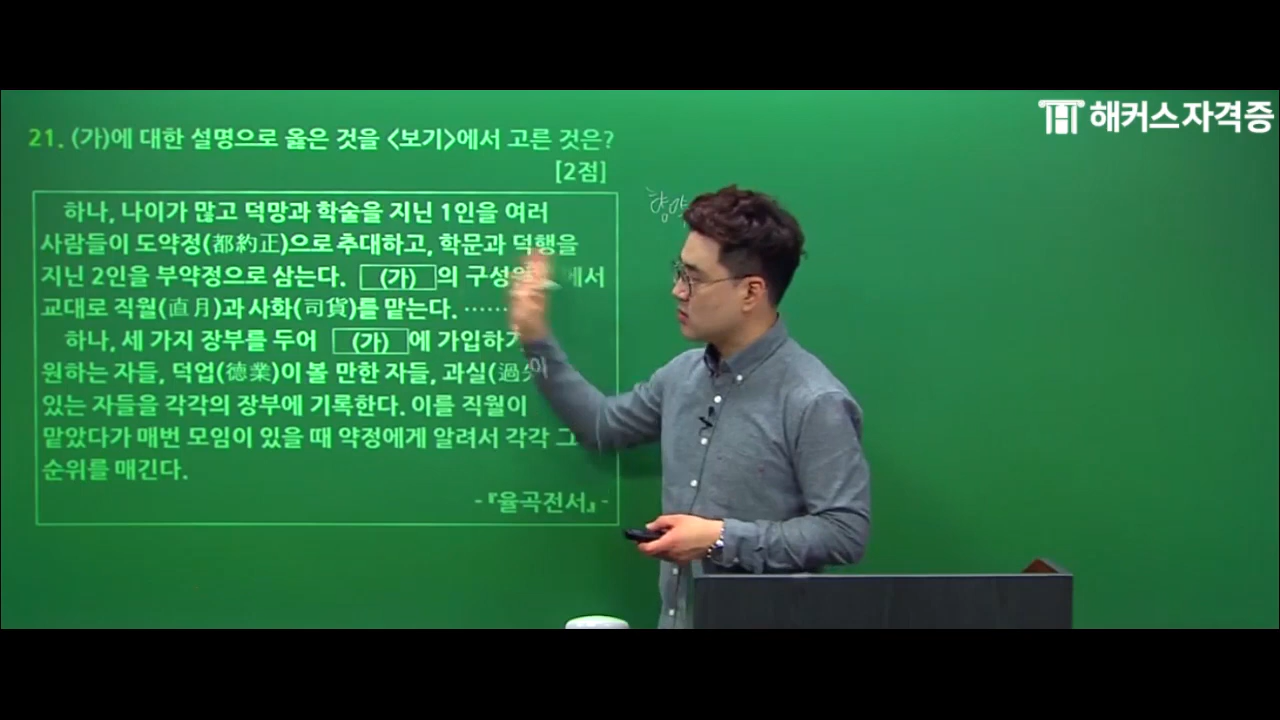 해커스자격증
21. (가)에 대한 설명으로 옳은 것을 <보기>에서 고른 것은?
[2점]
하나, 나이가 많고 덕망과 학술을 지닌 1인을 여러
사람들이 도약정(都約正)으로 추대하고, 학문과 덕행을
지닌 2인을 부약정으로 삼는다. (가)의 구성원 에서
교대로 직월(直月)과 사화(司貨)를 맡는다. ……
하나, 세 가지 장부를 두어 (가)에 가입하기
원하는 자들, 덕업(德業)이 볼 만한 자들, 과실(過失)이
있는 자들을 각각의 장부에 기록한다. 이를 직월이
맡았다가 매번 모임이 있을 때 약정에게 알려서 각각 그
순위를 매긴다.
-『율곡전서』-
향약